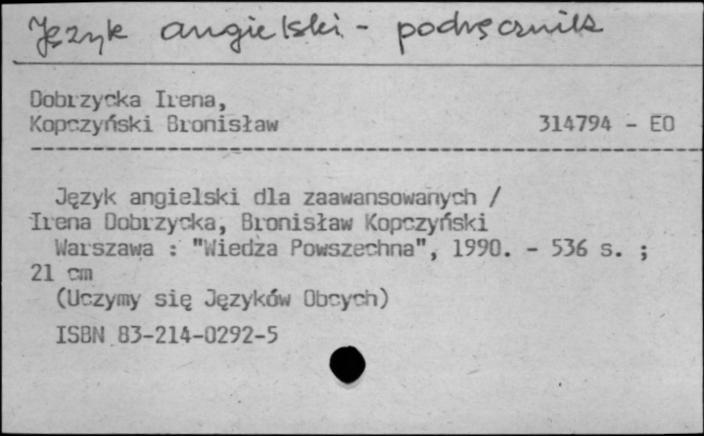 Język angielski - podręcznik
Dobrzycka Irena,
Kopczyński Bronisław 314794 - EO
Język angielski dla zaawansowanych /
Irena Dobrzycka, Bronisław Kopczyński
Warszawa : "Wiedza Powszechna", 1990. - 536 s. ;
21 cm
(Uczymy się Języków Obcych)
ISBN 83-214-0292-5